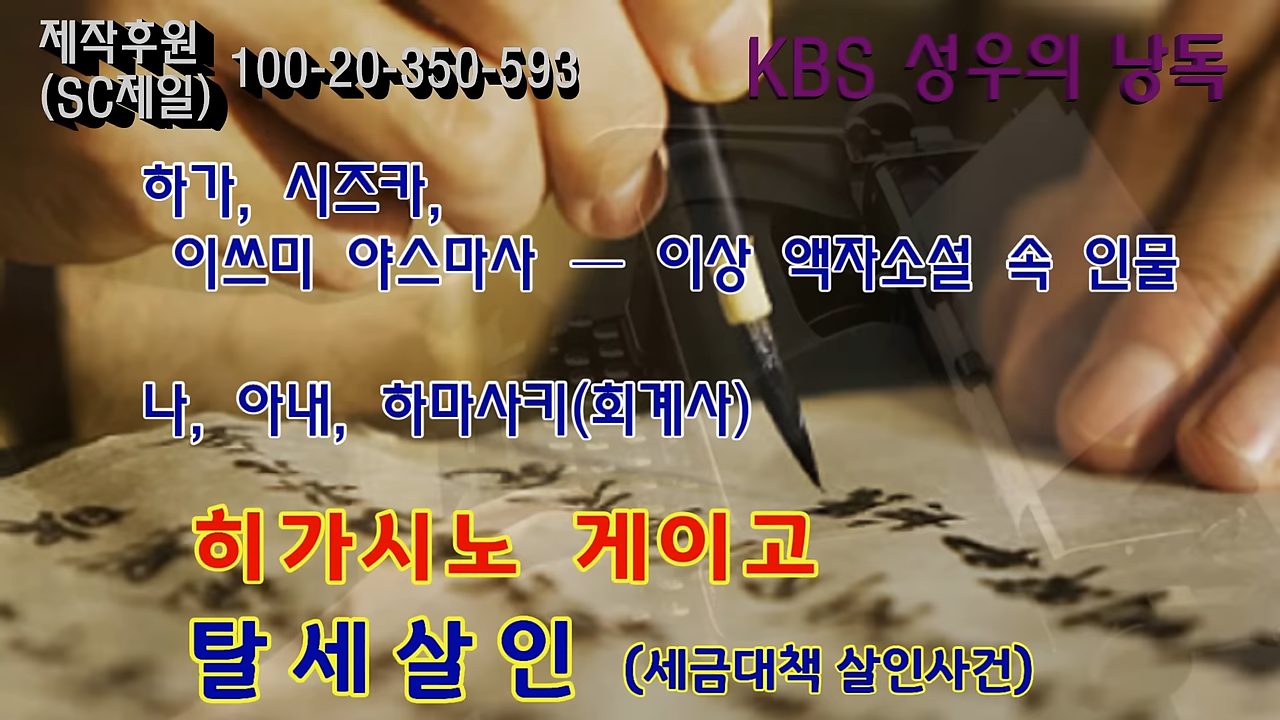 제작후원
(SC제일)
100-20-350-593
KBS 성우의 낭독
하가, 시즈카,
이쓰미 야스마사 — 이상 액자소설 속 인물
나, 아내, 하마사키(회계사)
히가시노 게이고
탈세살인 (세금대책 살인사건)